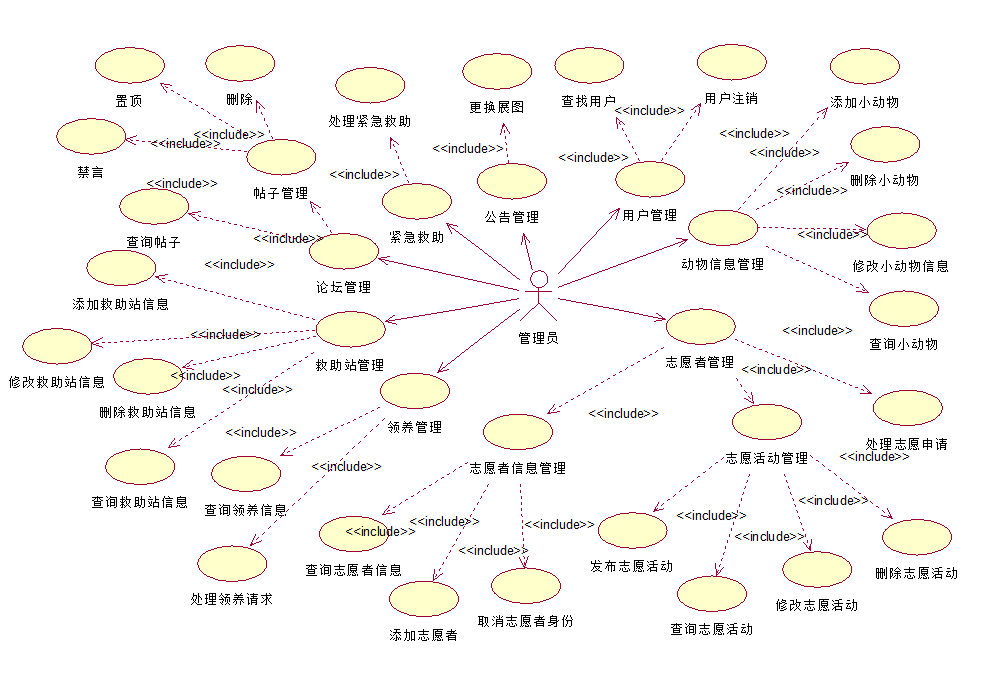 置顶
删除
处理紧急救助
更换展图
查找用户
<<include>>
用户注销
添加小动物
<<include>>
<<include>>
禁言
<<include>>
帖子管理
<<include>>
<<include>>
<<include>>
公告管理
<<include>>
用户管理
<<include>>
<<include>>
删除小动物
<<include>>
查询帖子
<<include>>
紧急救助
动物信息管理
<<include>>
修改小动物信息
添加救助站信息
<<include>>
论坛管理
管理员
<<include>>
查询小动物
修改救助站信息
<<include>>
救助站管理
志愿者管理
<<include>>
删除救助站信息
<<include>>
<<include>>
领养管理
<<include>>
处理志愿申请
<<include>>
查询救助站信息
<<include>>
查询领养信息
<<include>>
志愿者信息管理
志愿活动管理
<<include>>
<<include>>
<<include>>
<<include>>
<<include>>
查询志愿者信息
<<include>>
<<include>>
发布志愿活动
删除志愿活动
处理领养请求
添加志愿者
取消志愿者身份
查询志愿活动
修改志愿活动